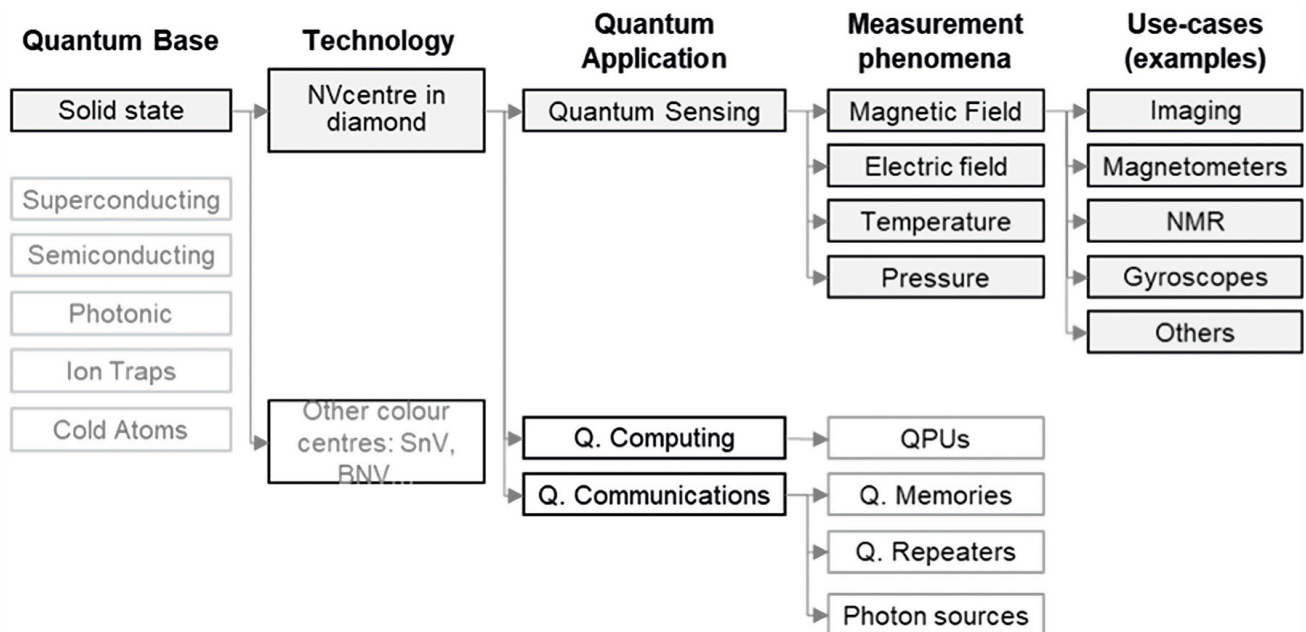 Quantum Base
Technology
Quantum
Application
Measurement
phenomena
Use-cases
(examples)
Solid state
Superconducting
Semiconducting
Photonic
Ion Traps
Cold Atoms
NVcentre in
diamond
Other colour
centres: SnV,
BNV...
Quantum Sensing
Q. Computing
Q. Communications
Magnetic Field
Electric field
Temperature
Pressure
QPUs
Q. Memories
Q. Repeaters
Photon sources
Imaging
Magnetometers
NMR
Gyroscopes
Others